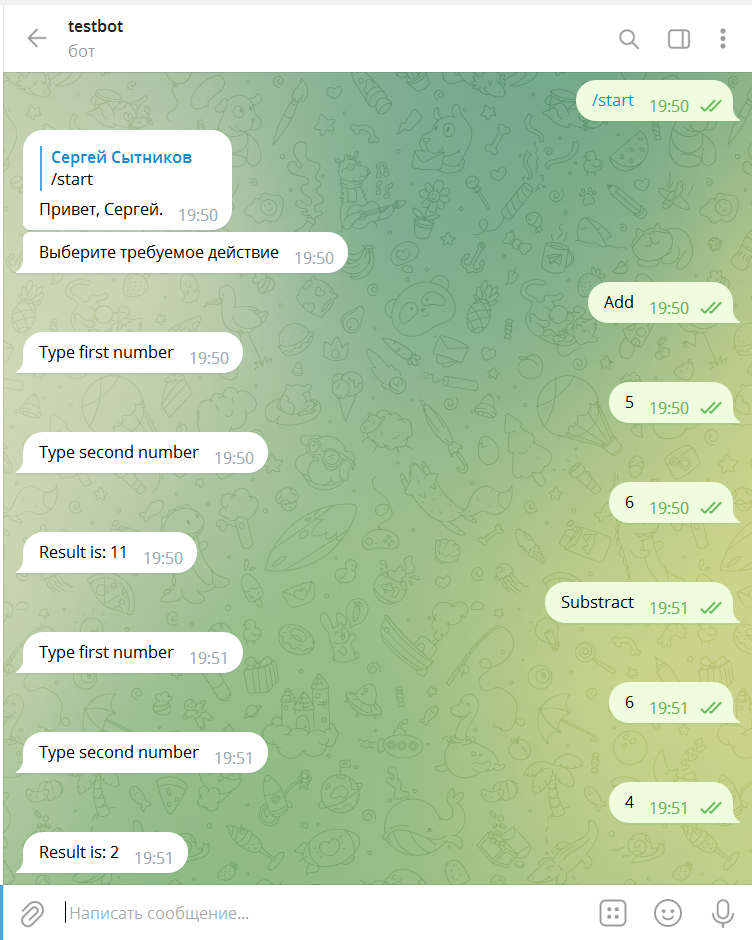 testbot
бот
/start 19:50
Сергей Сытников
/start
Привет, Сергей. 19:50
Выберите требуемое действие 19:50
Add 19:50
Type first number 19:50
5 19:50
Type second number 19:50
6 19:50
Result is: 11 19:50
Substract 19:51
Type first number 19:51
6 19:51
Type second number 19:51
4 19:51
Result is: 2 19:51
Написать сообщение...